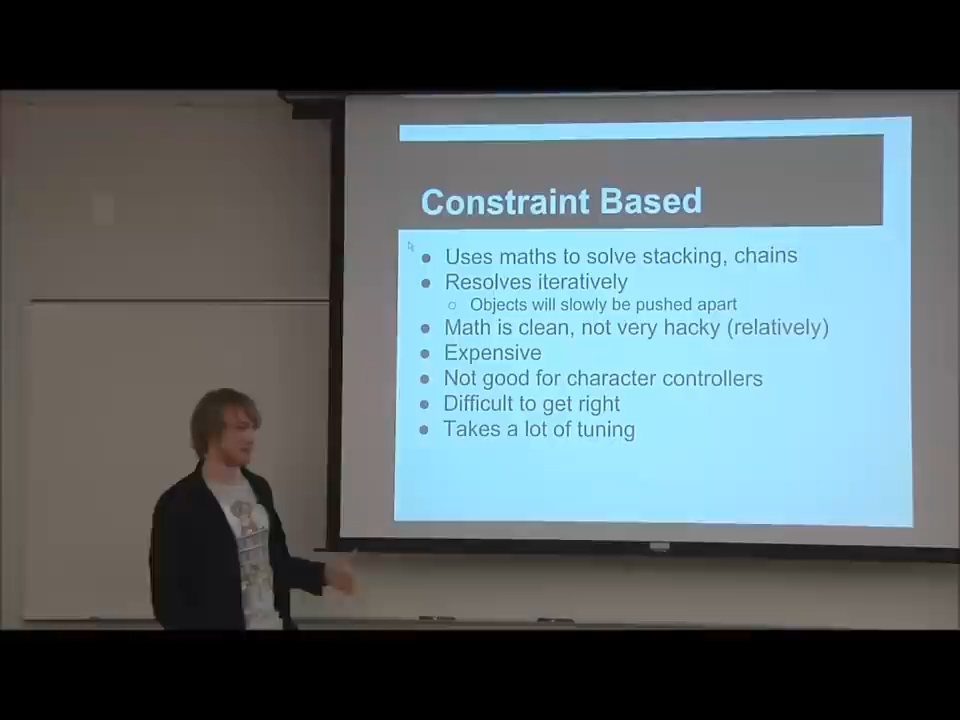 Constraint Based
● Uses maths to solve stacking, chains
● Resolves iteratively
○ Objects will slowly be pushed apart
● Math is clean, not very hacky (relatively)
● Expensive
● Not good for character controllers
● Difficult to get right
● Takes a lot of tuning